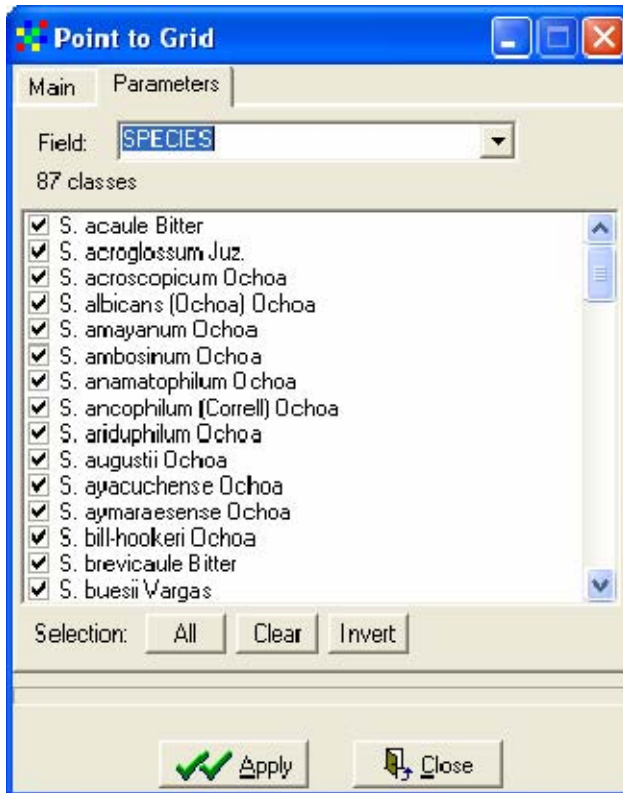 Point to Grid
Main Parameters
Field: SPECIES
87 classes
S. acaule Bitter
S. acroglossum Juz.
S. acroscopicum Ochoa
S. albicans (Ochoa) Ochoa
S. amayanum Ochoa
S. ambosinum Ochoa
S. anamatophilum Ochoa
S. ancophilum (Correll) Ochoa
S. ariduphilum Ochoa
S. augustii Ochoa
S. ayacuchense Ochoa
S. aymaraesense Ochoa
S. bill-hookeri Ochoa
S. brevicaule Bitter
S. buesii Vargas
Selection: All Clear Invert
Apply Close